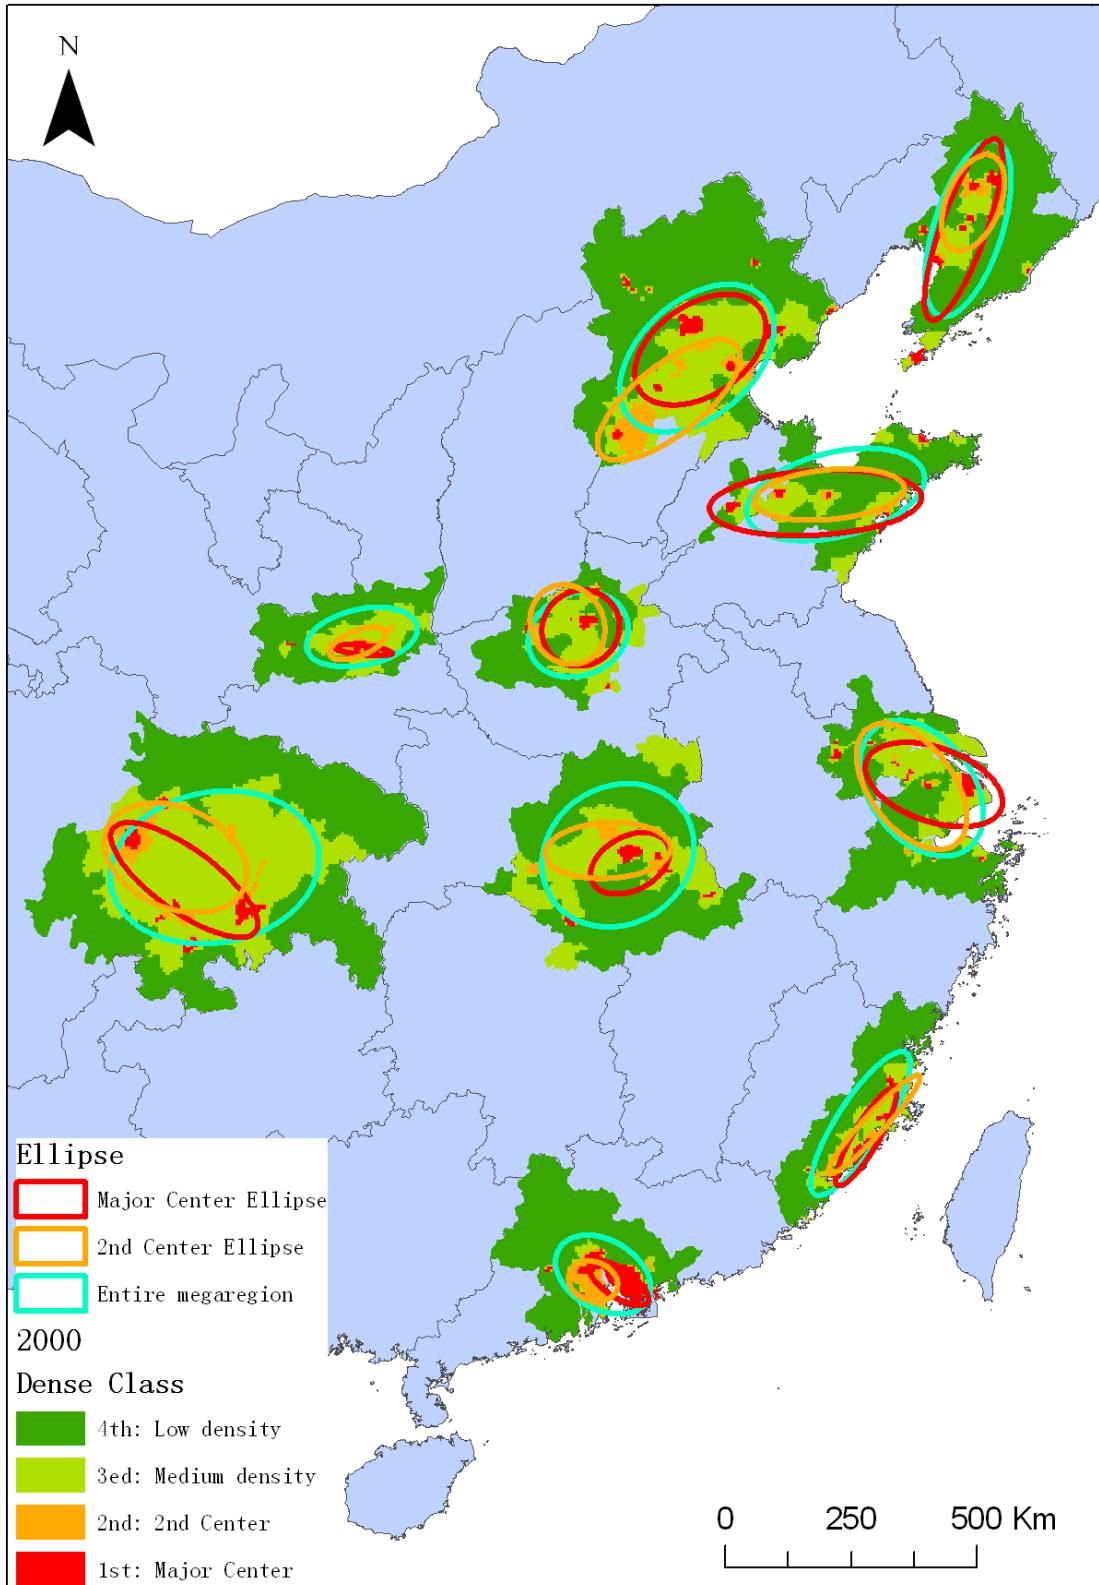 N
Ellipse
Major Center Ellipse
2nd Center Ellipse
Entire megaregion
2000
Dense Class
4th: Low density
3ed: Medium density
2nd: 2nd Center
1st: Major Center
0 250 500 Km